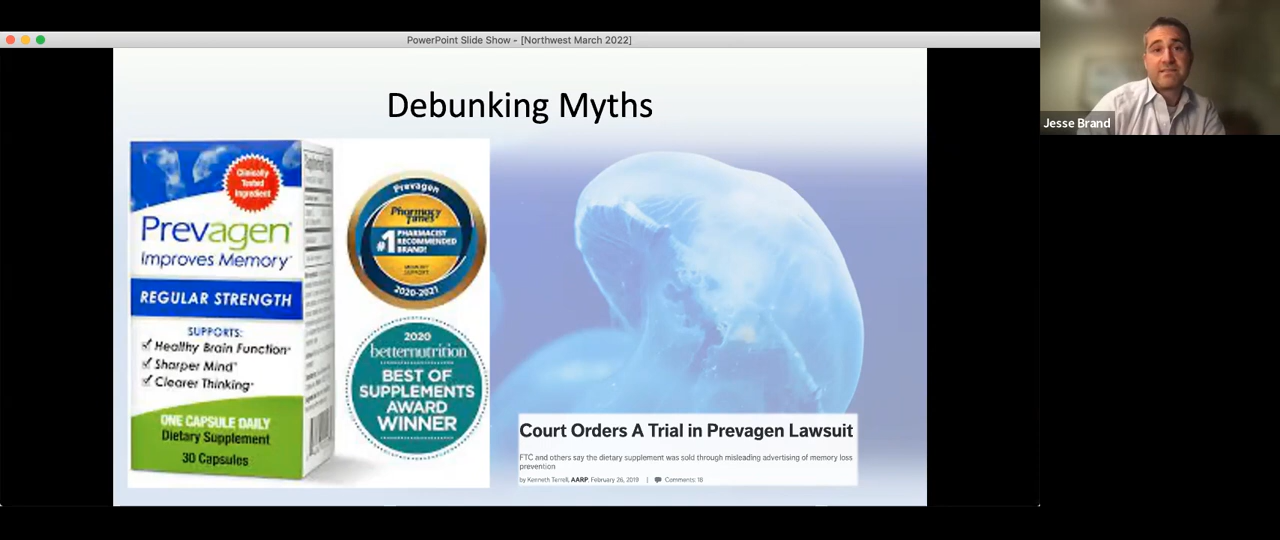 PowerPoint Slide Show - [Northwest March 2022]
Jesse Brand
Debunking Myths
Clinically
Tested
Ingredient
Prevagen®
Improves Memory*
REGULAR STRENGTH
SUPPORTS:
Healthy Brain Function*
Sharper Mind*
Clearer Thinking*
ONE CAPSULE DAILY
Dietary Supplement
30 Capsules
Prevagen
Pharmacy
Times
#1 PHARMACIST
RECOMMENDED
BRAND!
MEMORY
SUPPORT
2020-2021
2020
betternutrition
BEST OF
SUPPLEMENTS
AWARD
WINNER
Court Orders A Trial in Prevagen Lawsuit
FTC and others say the dietary supplement was sold through misleading advertising of memory loss
prevention
by Kenneth Terrell, AARP, February 26, 2019 | Comments: 18